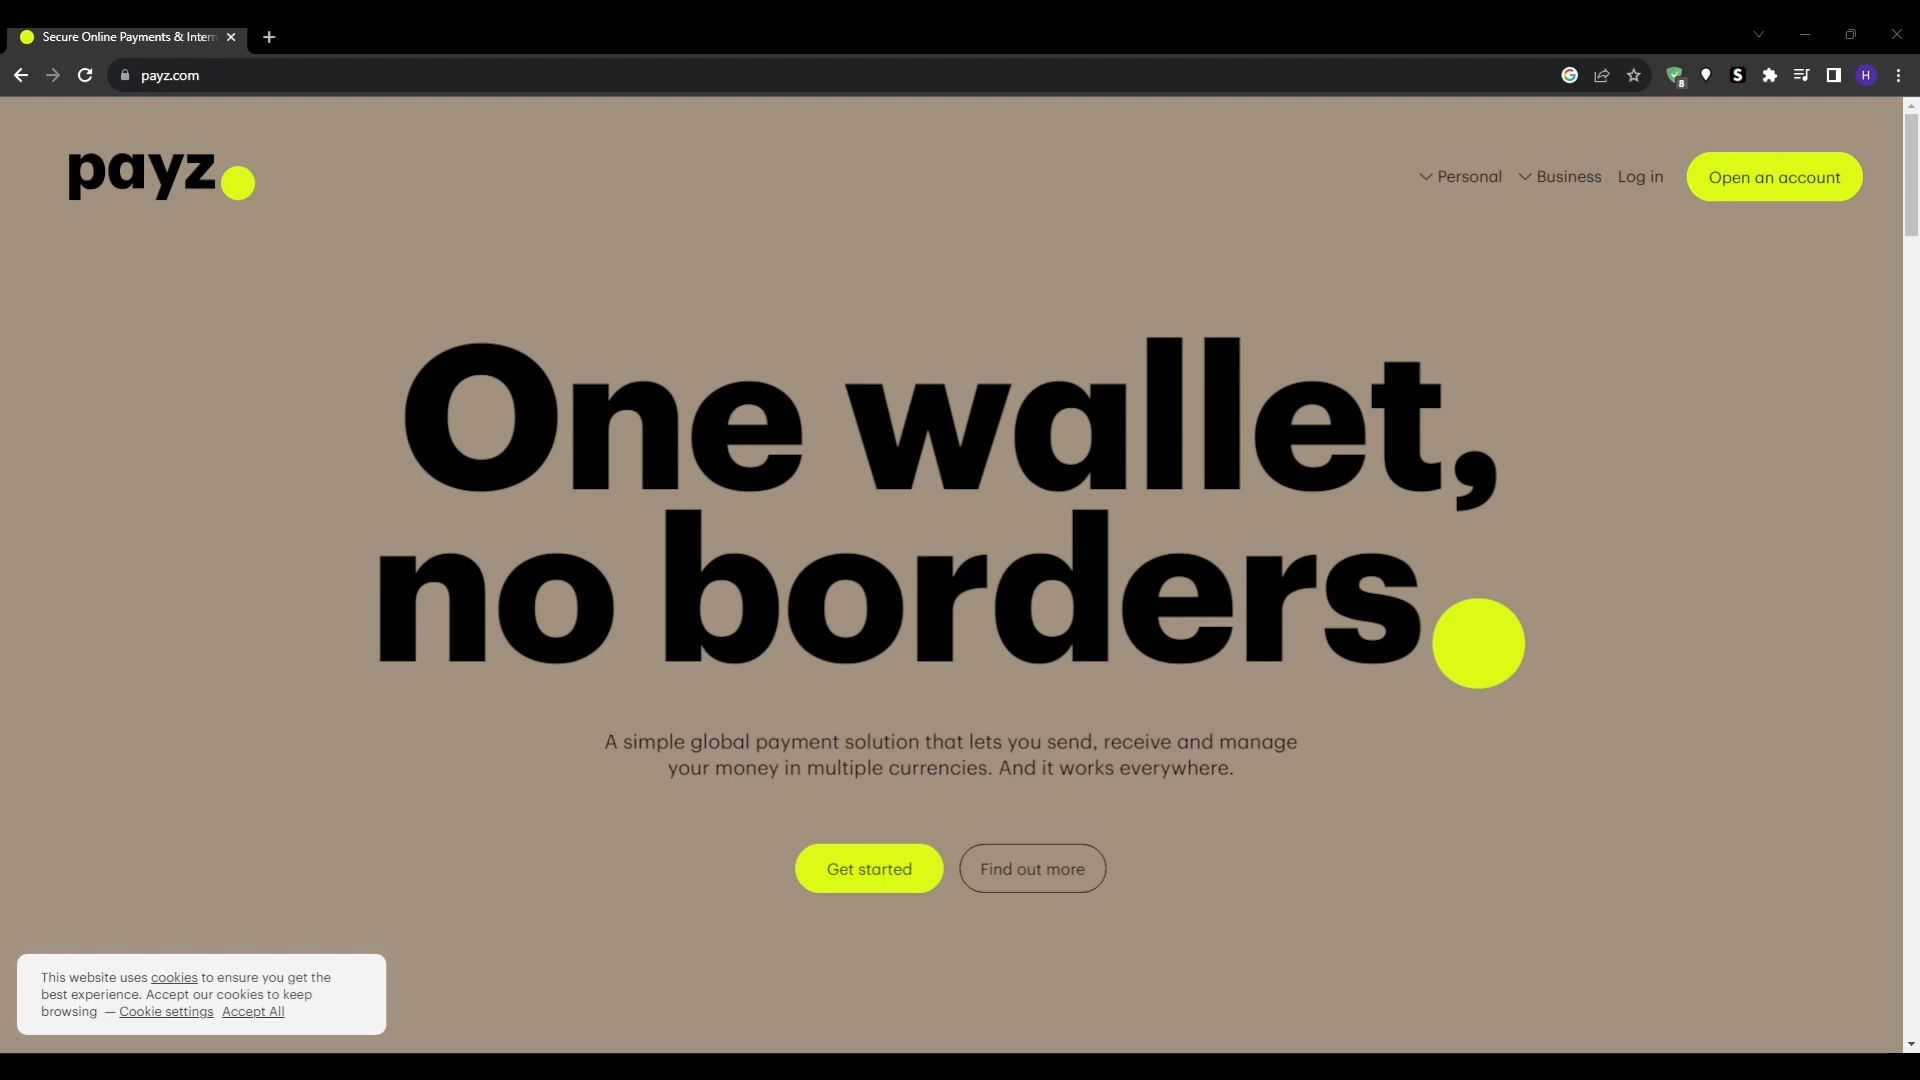 Secure Online Payments & Intern
payz.com
8
S
H
payz
Personal
Business
Log in
Open an account
One wallet,
no borders
A simple global payment solution that lets you send, receive and manage
your money in multiple currencies. And it works everywhere.
Get started
Find out more
This website uses cookies to ensure you get the
best experience. Accept our cookies to keep
browsing — Cookie settings Accept All